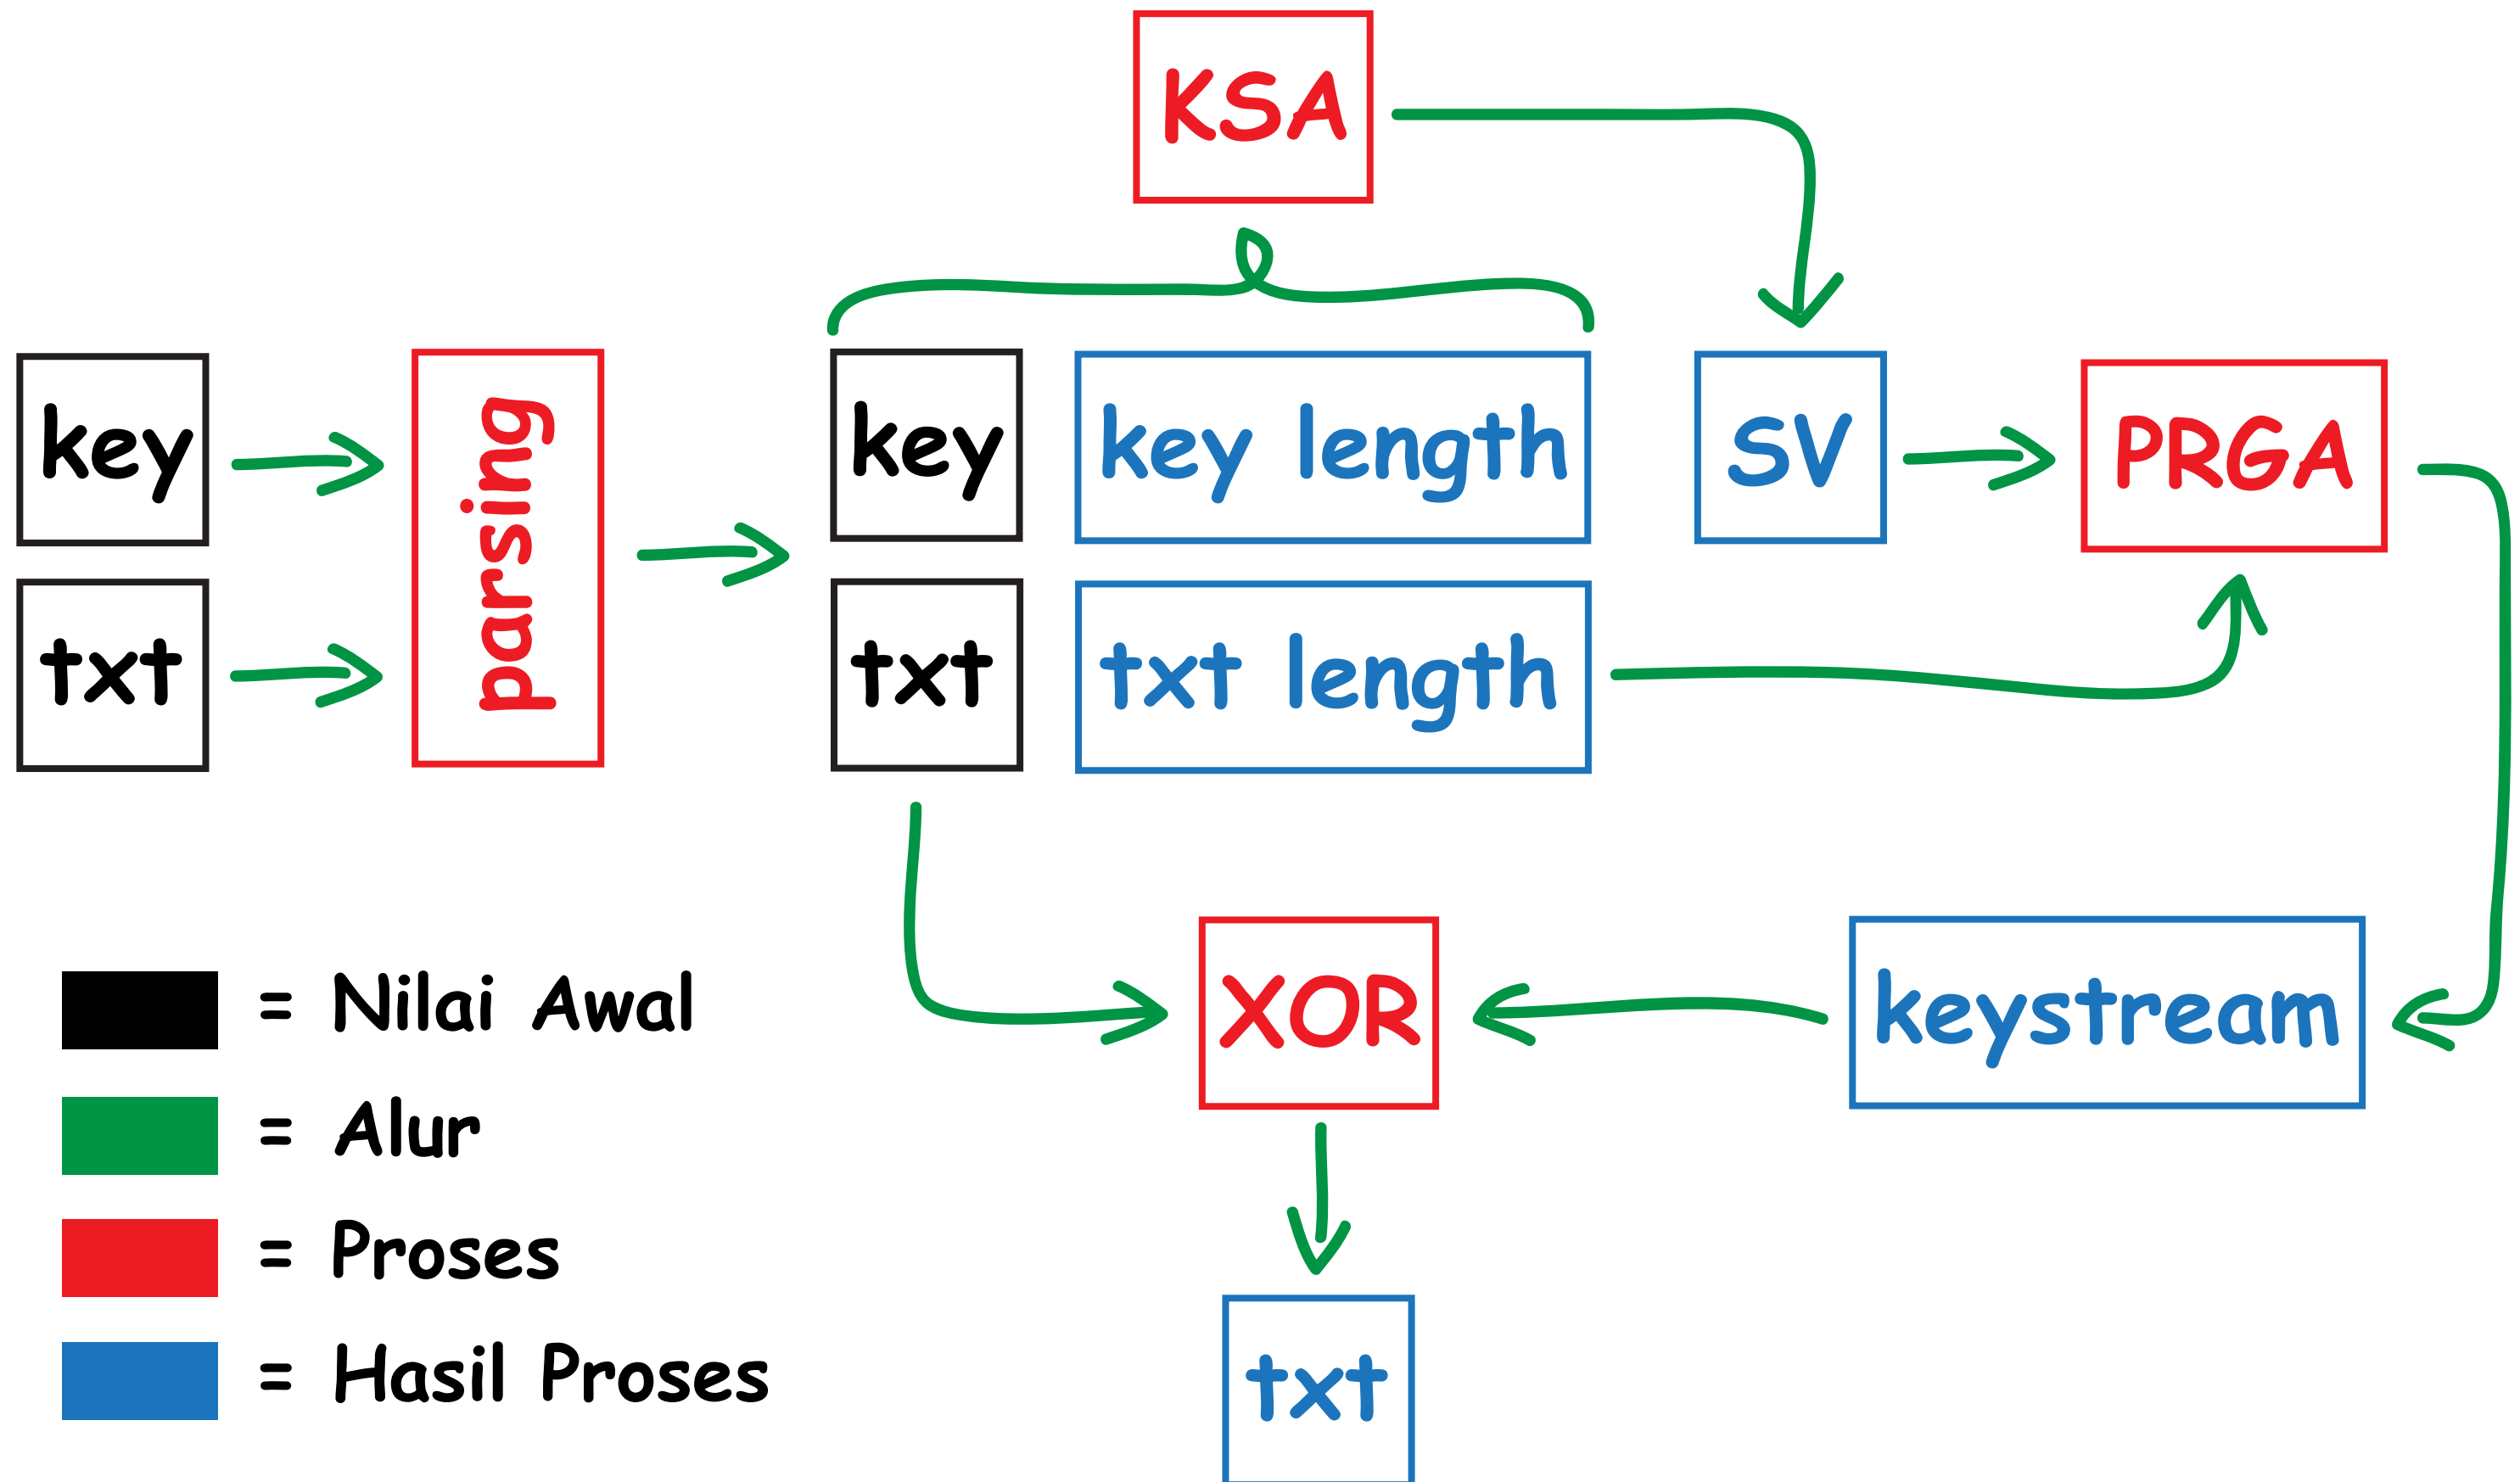 KSA
key
parsing
key
key length
sV
PRGA
txt
txt
txt length
XOR
keystream
= Nilai Awal
= Alur
= Proses
= Hasil Proses
txt